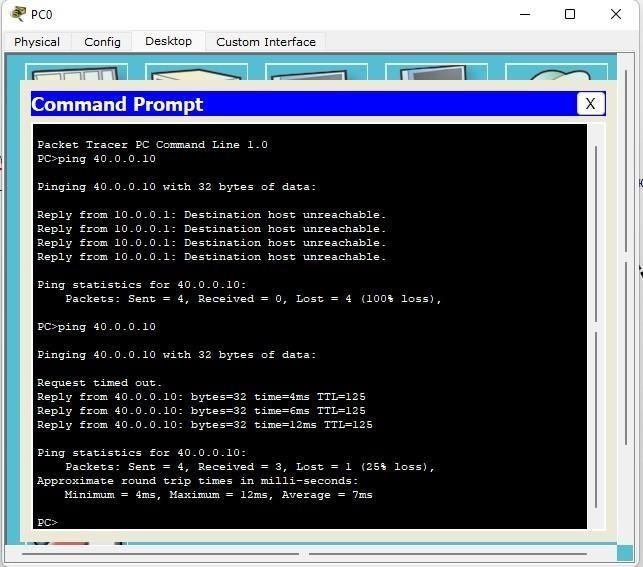 PC0
Physical Config Desktop Custom Interface
Command Prompt X
Packet Tracer PC Command Line 1.0
PC>ping 40.0.0.10
Pinging 40.0.0.10 with 32 bytes of data:
Reply from 10.0.0.1: Destination host unreachable.
Reply from 10.0.0.1: Destination host unreachable.
Reply from 10.0.0.1: Destination host unreachable.
Reply from 10.0.0.1: Destination host unreachable.
Ping statistics for 40.0.0.10:
Packets: Sent = 4, Received = 0, Lost = 4 (100% loss),
PC>ping 40.0.0.10
Pinging 40.0.0.10 with 32 bytes of data:
Request timed out.
Reply from 40.0.0.10: bytes=32 time=4ms TTL=125
Reply from 40.0.0.10: bytes=32 time=6ms TTL=125
Reply from 40.0.0.10: bytes=32 time=12ms TTL=125
Ping statistics for 40.0.0.10:
Packets: Sent = 4, Received = 3, Lost = 1 (25% loss),
Approximate round trip times in milli-seconds:
Minimum = 4ms, Maximum = 12ms, Average = 7ms
PC>